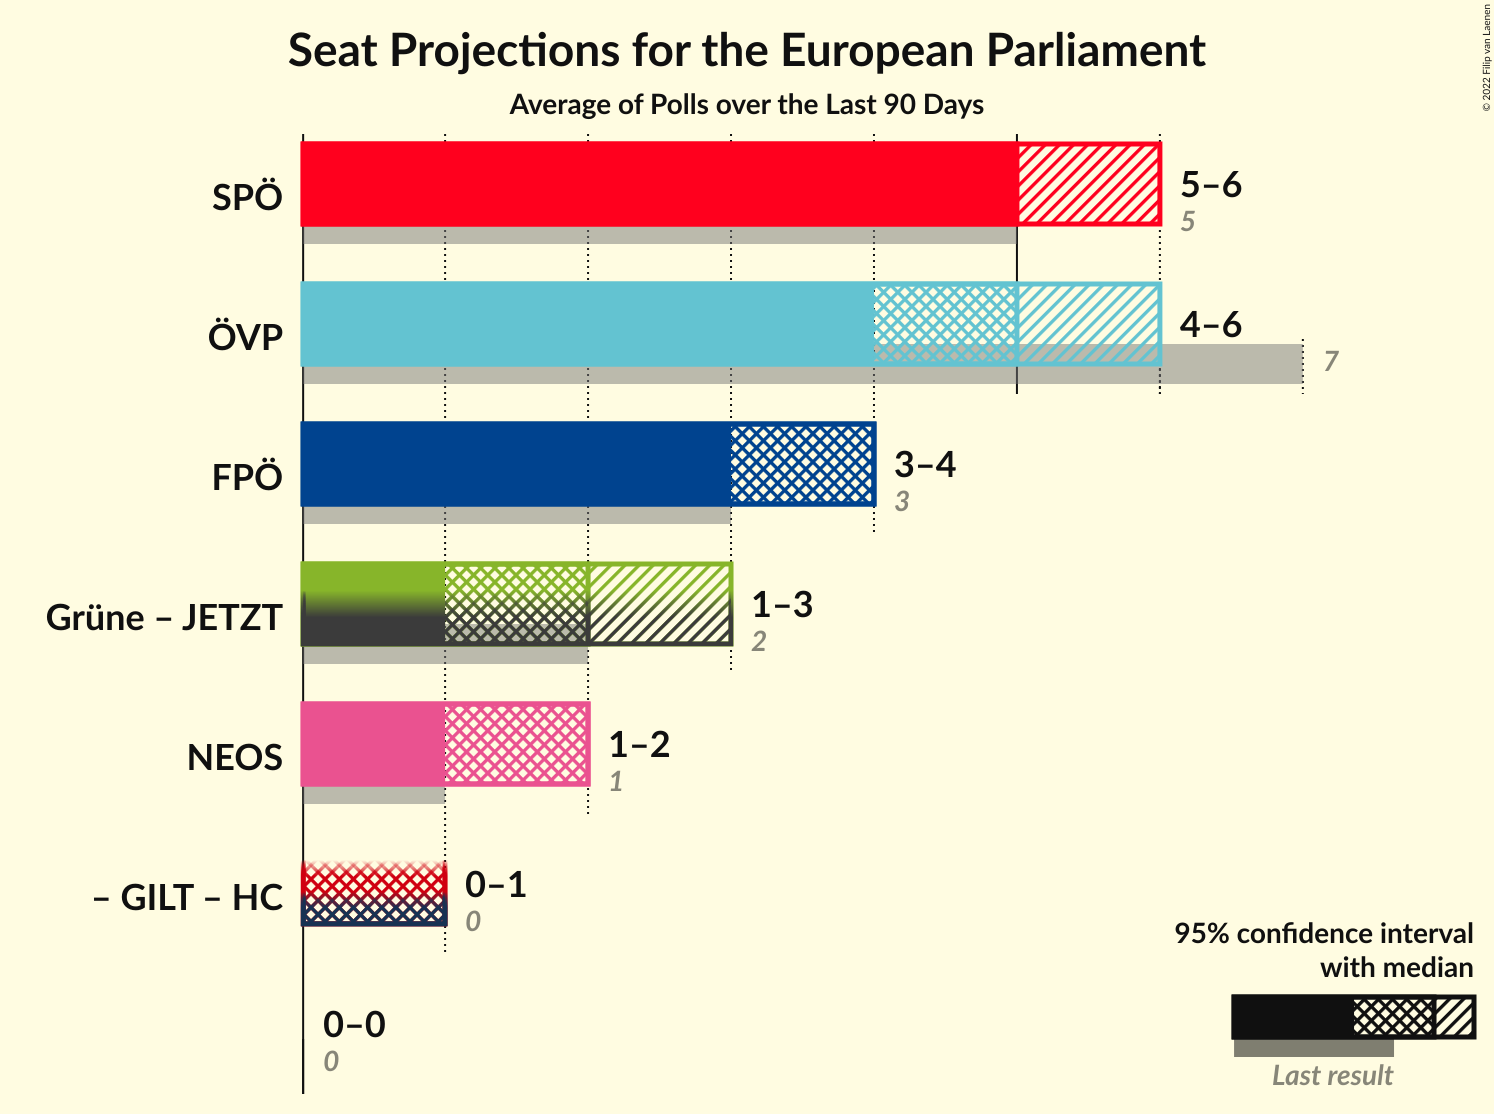 Seat Projections for the European Parliament
Average of Polls over the Last 90 Days
© 2022 Filip van Laenen
SPÖ
5–6
5
ÖVP
4–6
7
FPÖ
3–4
3
Grüne – JETZT
1–3
2
NEOS
1–2
1
– GILT – HC
0–1
0
0–0
0
95% confidence interval
with median
Last result